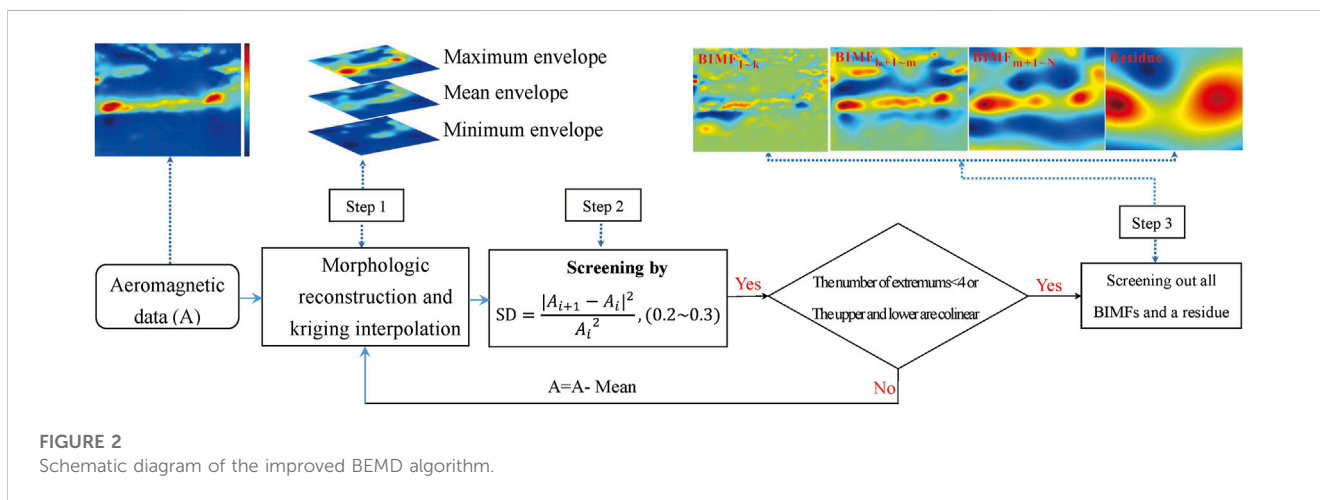 Maximum envelope
Mean envelope
Minimum envelope
BIMF1~k
BIMFk+1~m
BIMFm+1~N
Residue
Step 1
Step 2
Step 3
Aeromagnetic
data (A)
Morphologic
reconstruction and
kriging interpolation
Screening by
SD = |A_{i+1} − A_i|² / A_i², (0.2~0.3)
Yes
The number of extremums<4 or
The upper and lower are colinear
Yes
Screening out all
BIMFs and a residue
No
A=A- Mean
FIGURE 2
Schematic diagram of the improved BEMD algorithm.